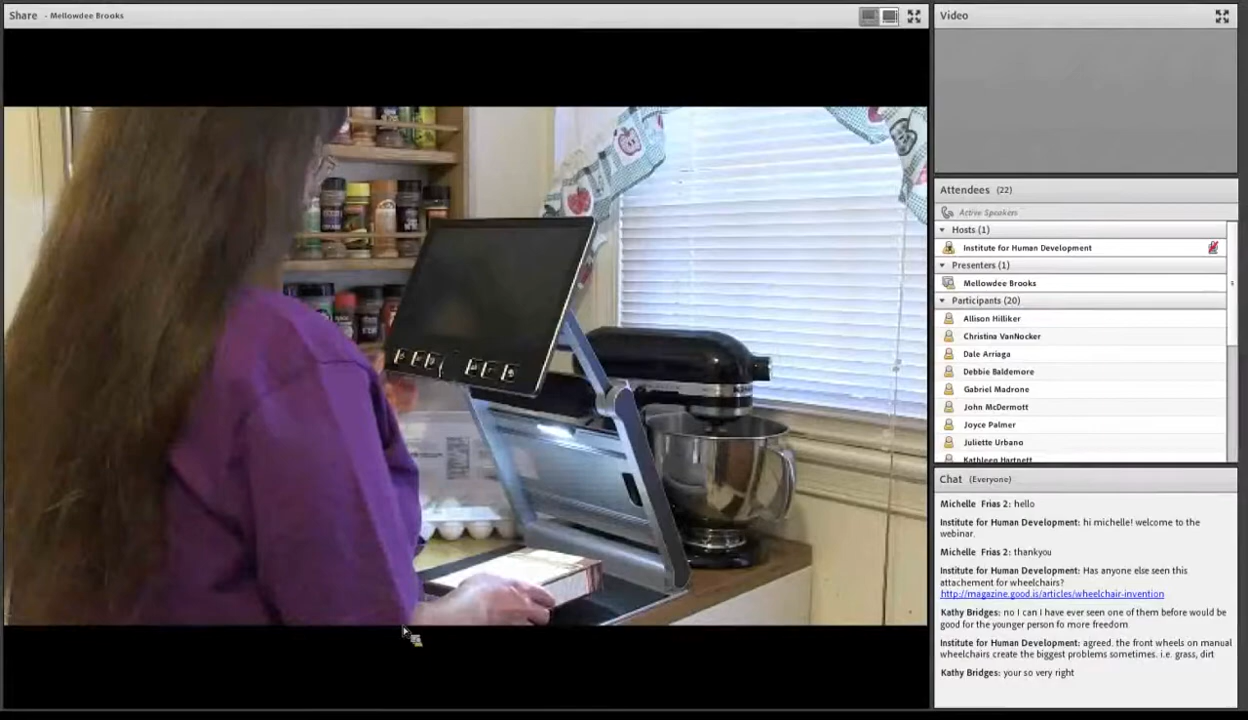 Share - Mellowdee Brooks
Video
Attendees (22)
Active Speakers
Hosts (1)
Institute for Human Development
Presenters (1)
Mellowdee Brooks
Participants (20)
Allison Hilliker
Christina VanNocker
Dale Arriaga
Debbie Baldemore
Gabriel Madrone
John McDermott
Joyce Palmer
Juliette Urbano
Kathleen Hartnett
Chat (Everyone)
Michelle Frias 2: hello
Institute for Human Development: hi michelle! welcome to the
webinar.
Michelle Frias 2: thankyou
Institute for Human Development: Has anyone else seen this
attachement for wheelchairs?
http://magazine.good.is/articles/wheelchair-invention
Kathy Bridges: no I can I have ever seen one of them before would be
good for the younger person fo more freedom
Institute for Human Development: agreed. the front wheels on manual
wheelchairs create the biggest problems sometimes. i.e. grass, dirt
Kathy Bridges: your so very right